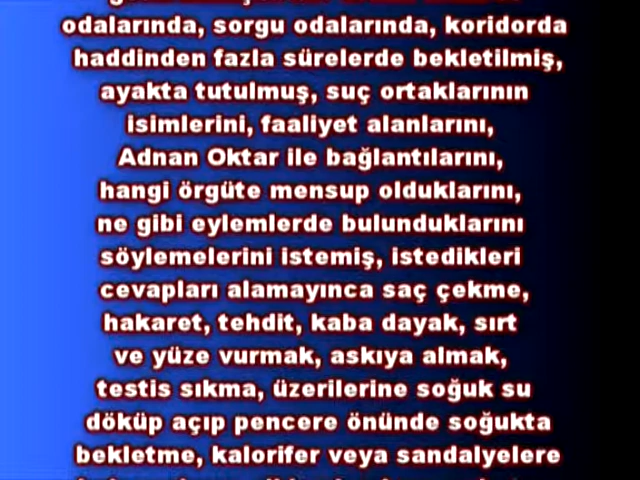 odalarında, sorgu odalarında, koridorda
haddinden fazla sürelerde bekletilmiş,
ayakta tutulmuş, suç ortaklarının
isimlerini, faaliyet alanlarını,
Adnan Oktar ile bağlantılarını,
hangi örgüte mensup olduklarını,
ne gibi eylemlerde bulunduklarını
söylemelerini istemiş, istedikleri
cevapları alamayınca saç çekme,
hakaret, tehdit, kaba dayak, sırt
ve yüze vurmak, askıya almak,
testis sıkma, üzerilerine soğuk su
döküp açıp pencere önünde soğukta
bekletme, kalorifer veya sandalyelere